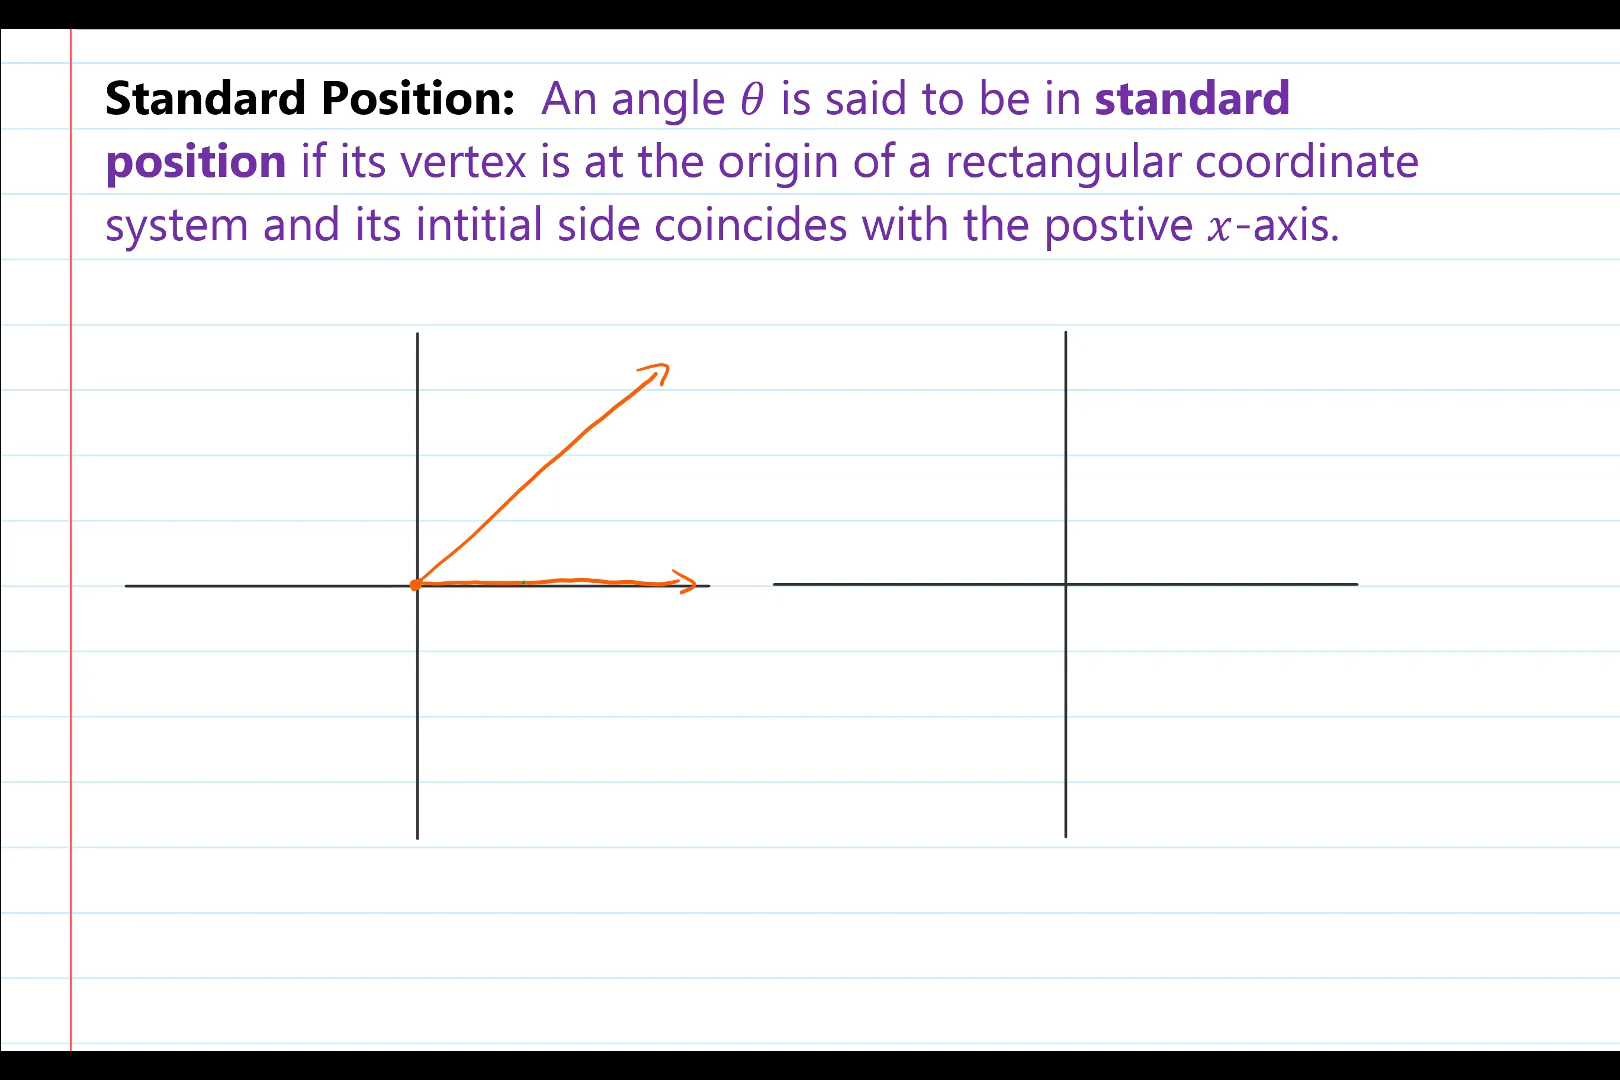 Standard Position: An angle θ is said to be in standard
position if its vertex is at the origin of a rectangular coordinate
system and its intitial side coincides with the postive x-axis.